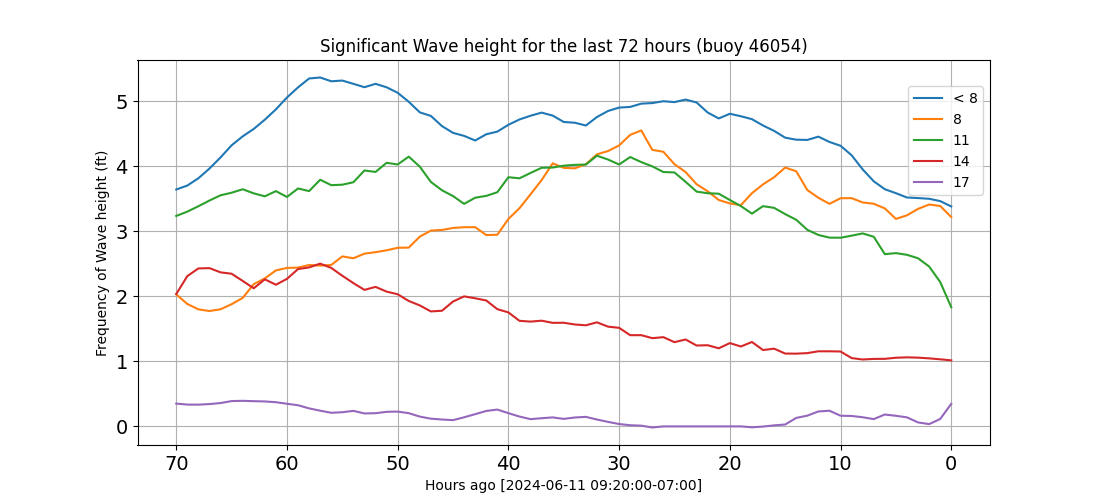 Significant Wave height for the last 72 hours (buoy 46054)
Frequency of Wave height (ft)
5
4
3
2
1
0
< 8
8
11
14
17
70 60 50 40 30 20 10 0
Hours ago [2024-06-11 09:20:00-07:00]